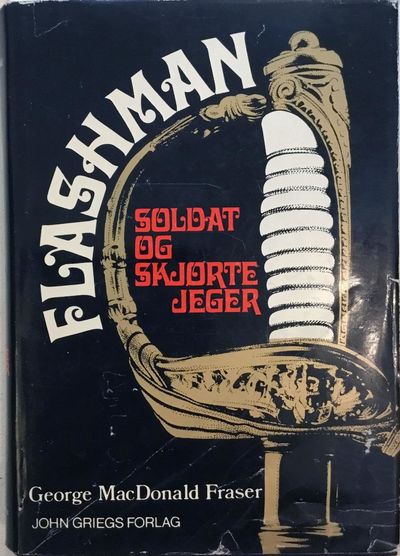 FLASHMAN
SOLDAT
OG
SKJØRTE
JEGER
George MacDonald Fraser
JOHN GRIEGS FORLAG